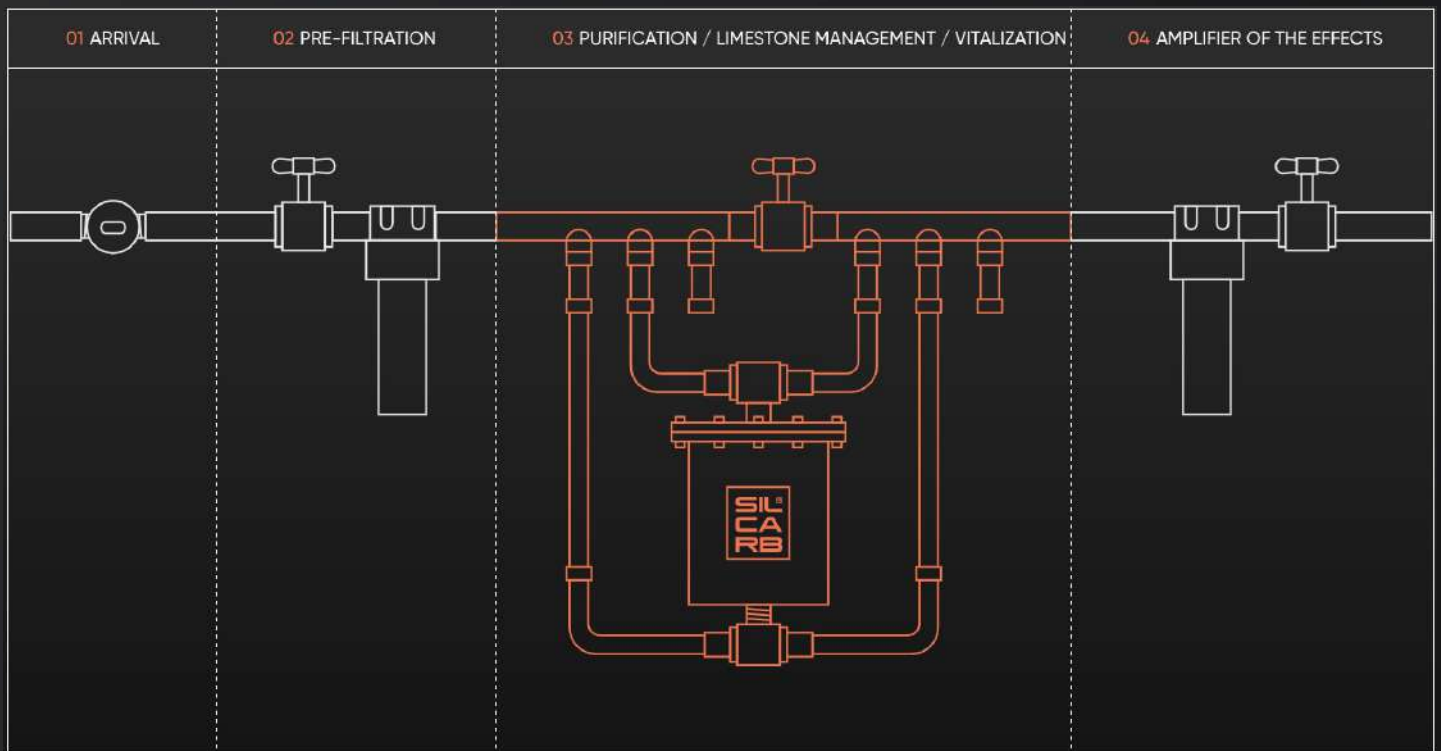 01 ARRIVAL
02 PRE-FILTRATION
03 PURIFICATION / LIMESTONE MANAGEMENT / VITALIZATION
04 AMPLIFIER OF THE EFFECTS
SIL
CA
RB